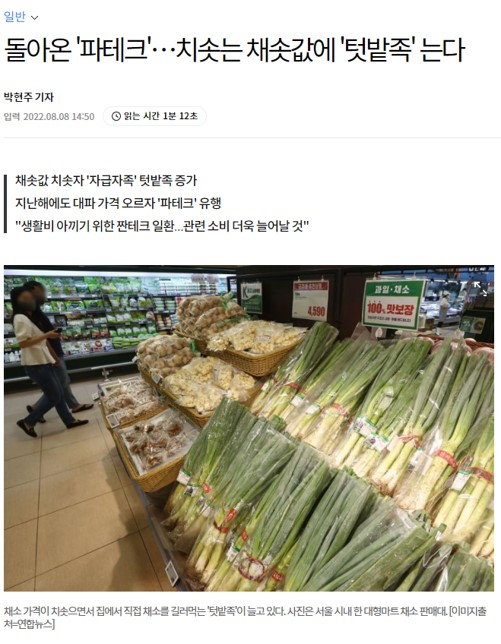 일반
돌아온 '파테크'…치솟는 채솟값에 '텃밭족' 는다
박현주 기자
입력 2022.08.08 14:50 읽는 시간 1분 12초
채솟값 치솟자 '자급자족' 텃밭족 증가
지난해에도 대파 가격 오르자 '파테크' 유행
"생활비 아끼기 위한 짠테크 일환…관련 소비 더욱 늘어날 것"
4,590
과일·채소
100% 맛보장
채소 가격이 치솟으면서 집에서 직접 채소를 길러먹는 '텃밭족'이 늘고 있다. 사진은 서울 시내 한 대형마트 채소 판매대. [이미지출
처=연합뉴스]